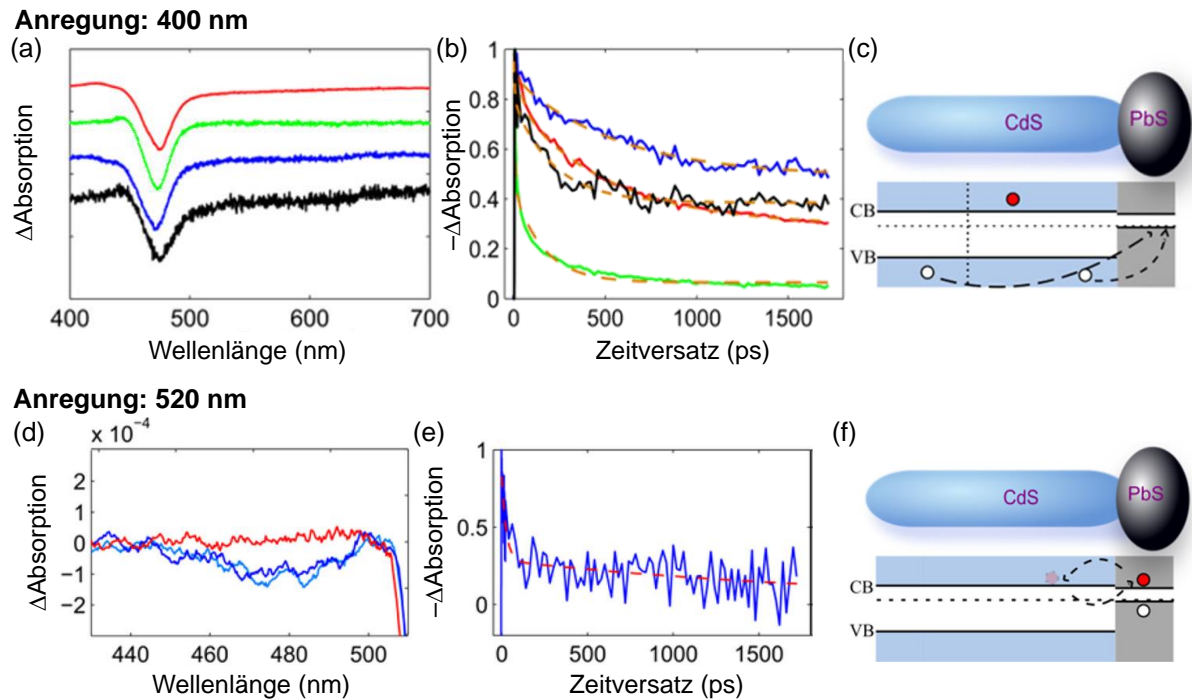 Anregung: 400 nm
(a)
ΔAbsorption
400 500 600 700
Wellenlänge (nm)
(b)
−ΔAbsorption
1
0.8
0.6
0.4
0.2
0
0 500 1000 1500
Zeitversatz (ps)
(c)
CdS
PbS
CB
VB
Anregung: 520 nm
(d)
x 10⁻⁴
ΔAbsorption
2
1
0
-1
-2
440 460 480 500
Wellenlänge (nm)
(e)
−ΔAbsorption
1
0.5
0
0 500 1000 1500
Zeitversatz (ps)
(f)
CdS
PbS
CB
VB